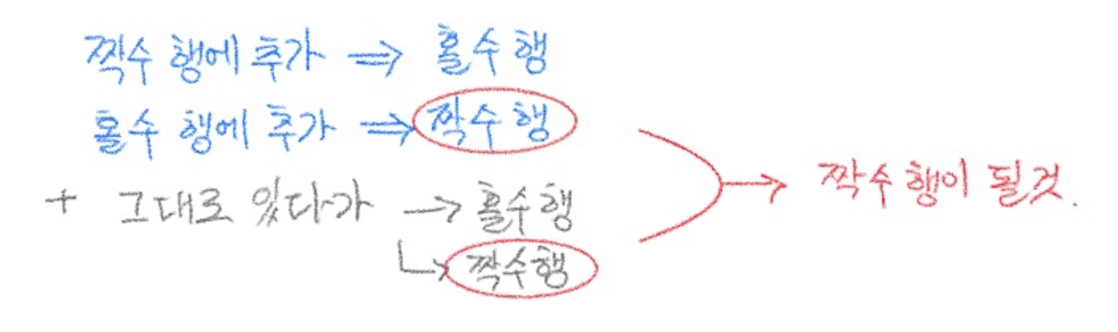 짝수 행에 추가 ⇒ 홀수 행
홀수 행에 추가 ⇒ 짝수 행
+ 그대로 있다가 → 홀수행
↳ 짝수행
→ 짝수 행이 될것.